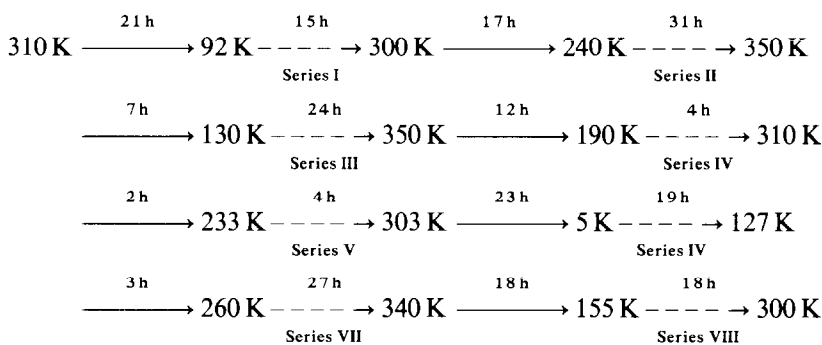 21 h 15 h 17 h 31 h
310 K 92 K 300 K 240 K 350 K
Series I Series II
7 h 24 h 12 h 4 h
130 K 350 K 190 K 310 K
Series III Series IV
2 h 4 h 23 h 19 h
233 K 303 K 5 K 127 K
Series V Series IV
3 h 27 h 18 h 18 h
260 K 340 K 155 K 300 K
Series VII Series VIII